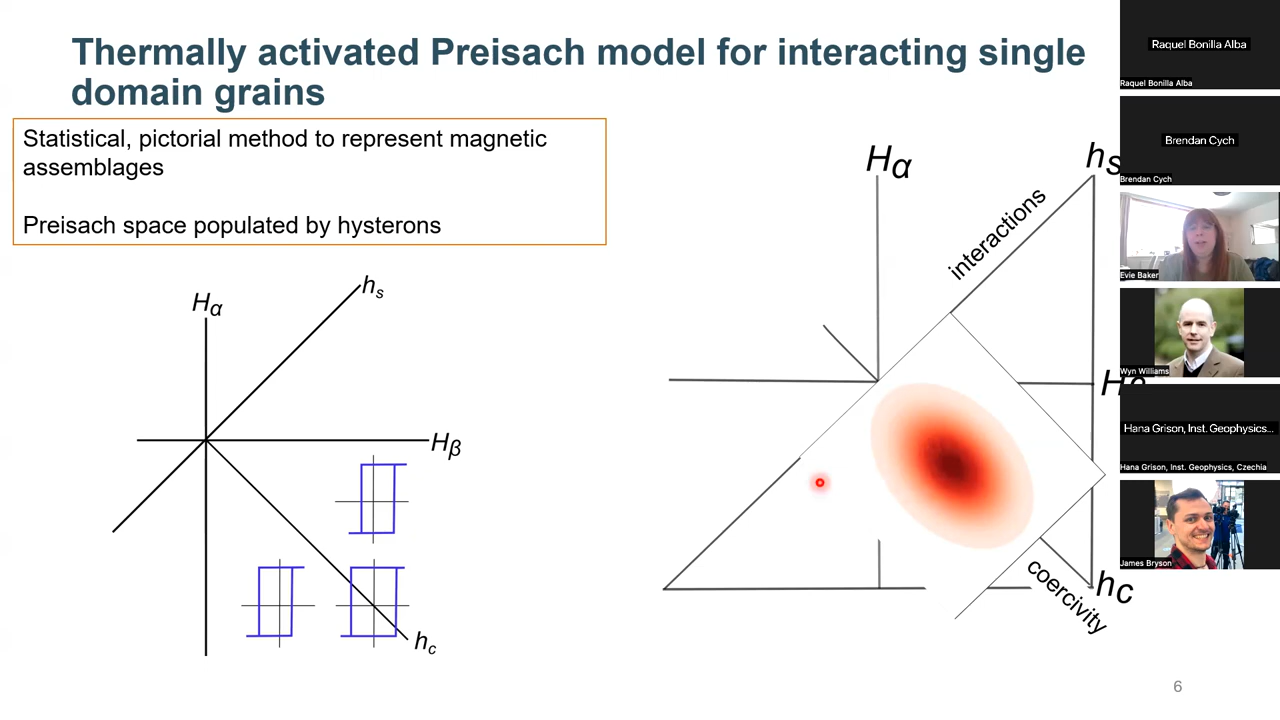 Thermally activated Preisach model for interacting single
domain grains
Statistical, pictorial method to represent magnetic
assemblages
Preisach space populated by hysterons
Hα
hs
Hβ
hc
Hα
hs
interactions
coercivity
hc
6
Raquel Bonilla Alba
Raquel Bonilla Alba
Brendan Cych
Brendan Cych
Evie Baker
Wyn Williams
Hana Grison, Inst. Geophysics...
Hana Grison, Inst. Geophysics, Czechia
James Bryson